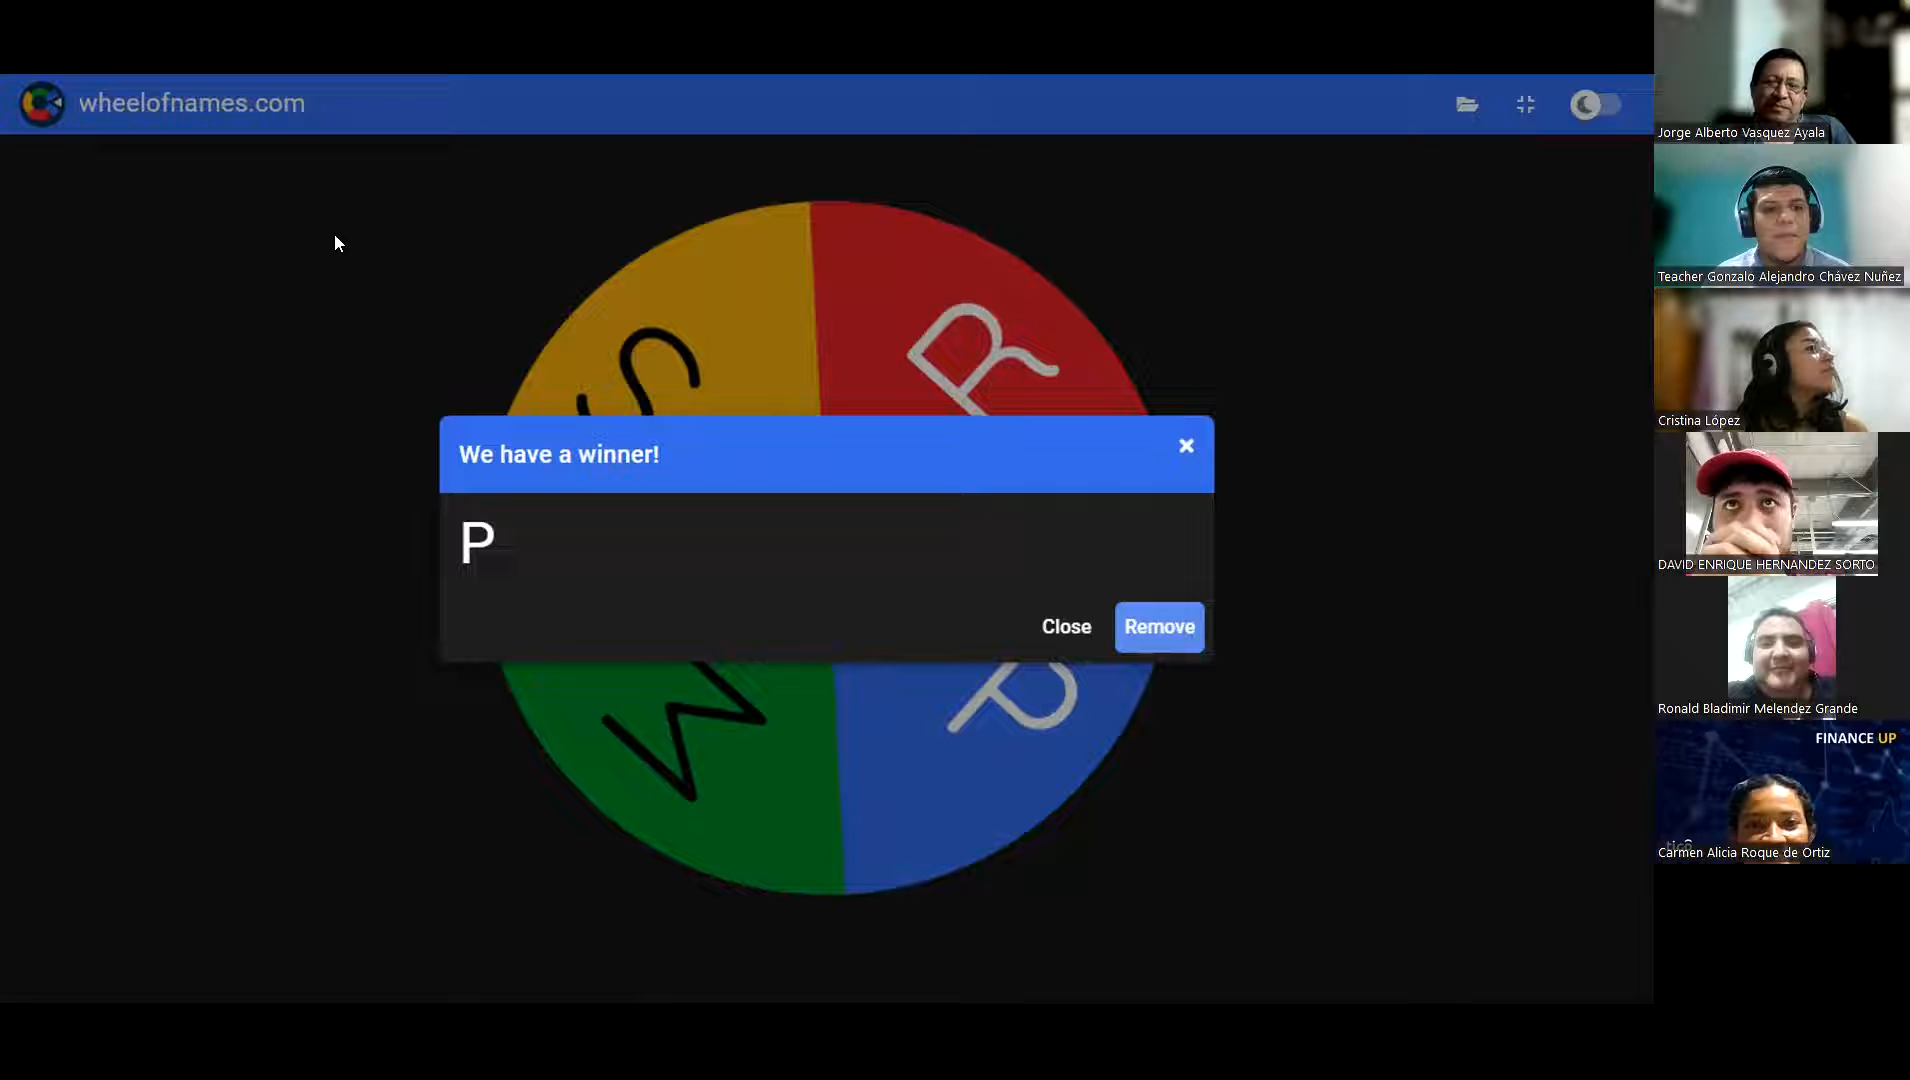 wheelofnames.com
S
R
We have a winner!
P
Close
Remove
M
P
Jorge Alberto Vasquez Ayala
Teacher Gonzalo Alejandro Chávez Nuñez
Cristina López
DAVID ENRIQUE HERNANDEZ SORTO
Ronald Bladimir Melendez Grande
FINANCE UP
Carmen Alicia Roque de Ortiz